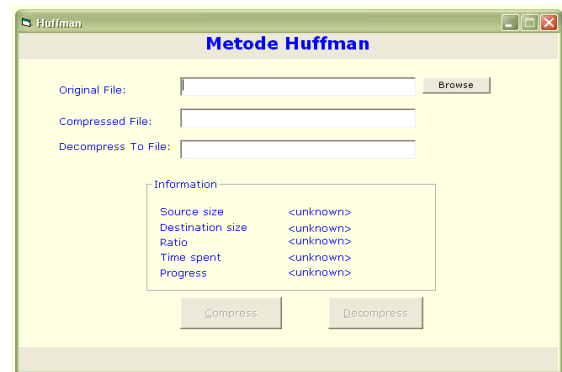 Huffman
Metode Huffman
Original File:
Browse
Compressed File:
Decompress To File:
Information
Source size <unknown>
Destination size <unknown>
Ratio <unknown>
Time spent <unknown>
Progress <unknown>
Compress Decompress